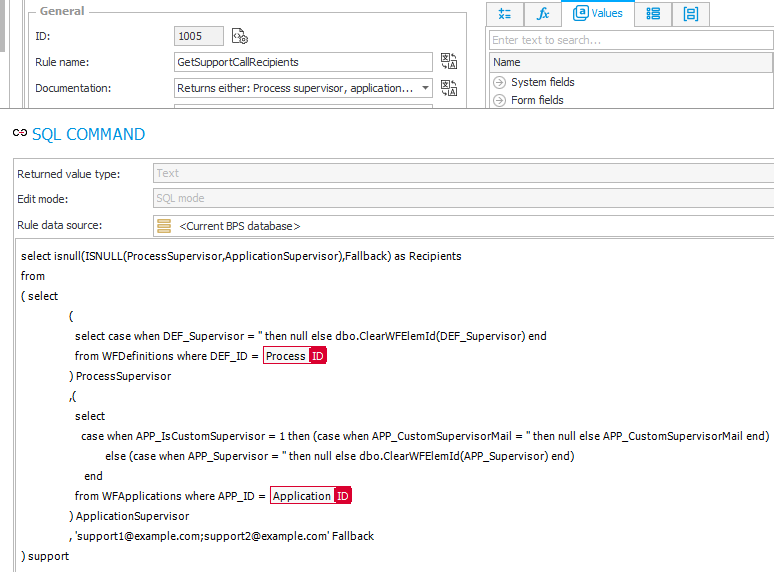 General
ID:
1005
Rule name:
GetSupportCallRecipients
Documentation:
Returns either: Process supervisor, application...
fx
Values
Enter text to search...
Name
System fields
Form fields
SQL COMMAND
Returned value type:
Text
Edit mode:
SQL mode
Rule data source:
<Current BPS database>
select isnull(ISNULL(ProcessSupervisor,ApplicationSupervisor),Fallback) as Recipients
from
( select
(
select case when DEF_Supervisor = '' then null else dbo.ClearWFElemId(DEF_Supervisor) end
from WFDefinitions where DEF_ID = Process ID
) ProcessSupervisor
,(
select
case when APP_IsCustomSupervisor = 1 then (case when APP_CustomSupervisorMail = '' then null else APP_CustomSupervisorMail end)
else (case when APP_Supervisor = '' then null else dbo.ClearWFElemId(APP_Supervisor) end)
end
from WFApplications where APP_ID = Application ID
) ApplicationSupervisor
, 'support1@example.com;support2@example.com' Fallback
) support